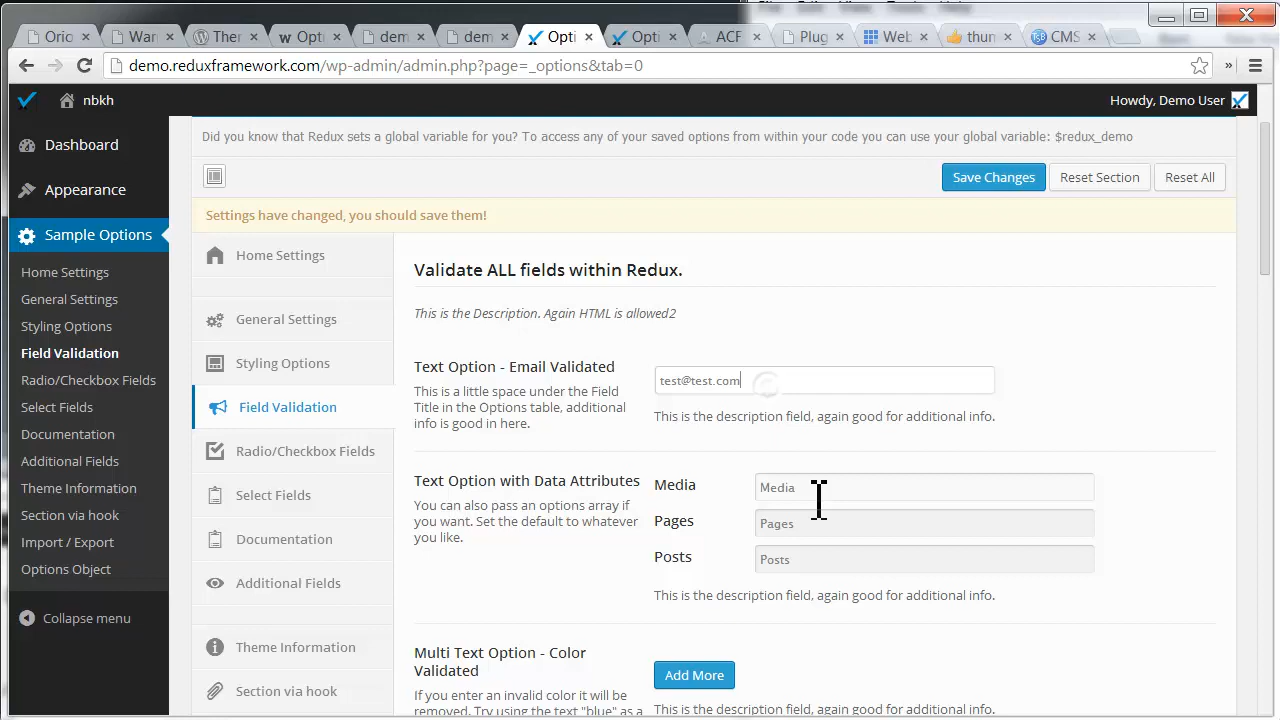 Orio
War
Ther
Opti
dem
dem
Opti
Opti
ACF
Plug
Web
thun
CMS
demo.reduxframework.com/wp-admin/admin.php?page=_options&tab=0
nbkh
Howdy, Demo User
Dashboard
Appearance
Sample Options
Home Settings
General Settings
Styling Options
Field Validation
Radio/Checkbox Fields
Select Fields
Documentation
Additional Fields
Theme Information
Section via hook
Import / Export
Options Object
Collapse menu
Did you know that Redux sets a global variable for you? To access any of your saved options from within your code you can use your global variable: $redux_demo
Save Changes
Reset Section
Reset All
Settings have changed, you should save them!
Home Settings
General Settings
Styling Options
Field Validation
Radio/Checkbox Fields
Select Fields
Documentation
Additional Fields
Theme Information
Section via hook
Validate ALL fields within Redux.
This is the Description. Again HTML is allowed2
Text Option - Email Validated
This is a little space under the Field
Title in the Options table, additional
info is good in here.
test@test.com
This is the description field, again good for additional info.
Text Option with Data Attributes
You can also pass an options array if
you want. Set the default to whatever
you like.
Media
Media
Pages
Pages
Posts
Posts
This is the description field, again good for additional info.
Multi Text Option - Color
Validated
If you enter an invalid color it will be
removed. Try using the text "blue" as a
Add More
This is the description field, again good for additional info.